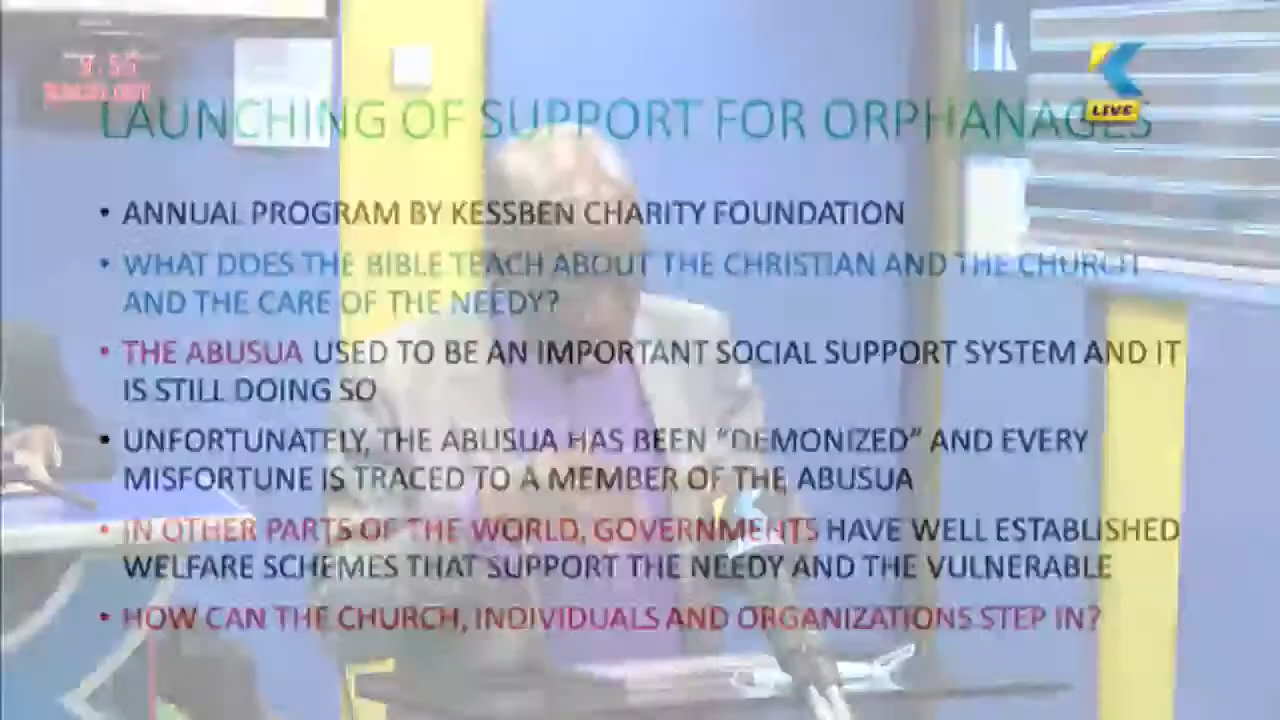 LIVE
LAUNCHING OF SUPPORT FOR ORPHANAGES
• ANNUAL PROGRAM BY KESSBEN CHARITY FOUNDATION
• WHAT DOES THE BIBLE TEACH ABOUT THE CHRISTIAN AND THE CHURCH
AND THE CARE OF THE NEEDY?
• THE ABUSUA USED TO BE AN IMPORTANT SOCIAL SUPPORT SYSTEM AND IT
IS STILL DOING SO
• UNFORTUNATELY, THE ABUSUA HAS BEEN "DEMONIZED" AND EVERY
MISFORTUNE IS TRACED TO A MEMBER OF THE ABUSUA
• IN OTHER PARTS OF THE WORLD, GOVERNMENTS HAVE WELL ESTABLISHED
WELFARE SCHEMES THAT SUPPORT THE NEEDY AND THE VULNERABLE
• HOW CAN THE CHURCH, INDIVIDUALS AND ORGANIZATIONS STEP IN?